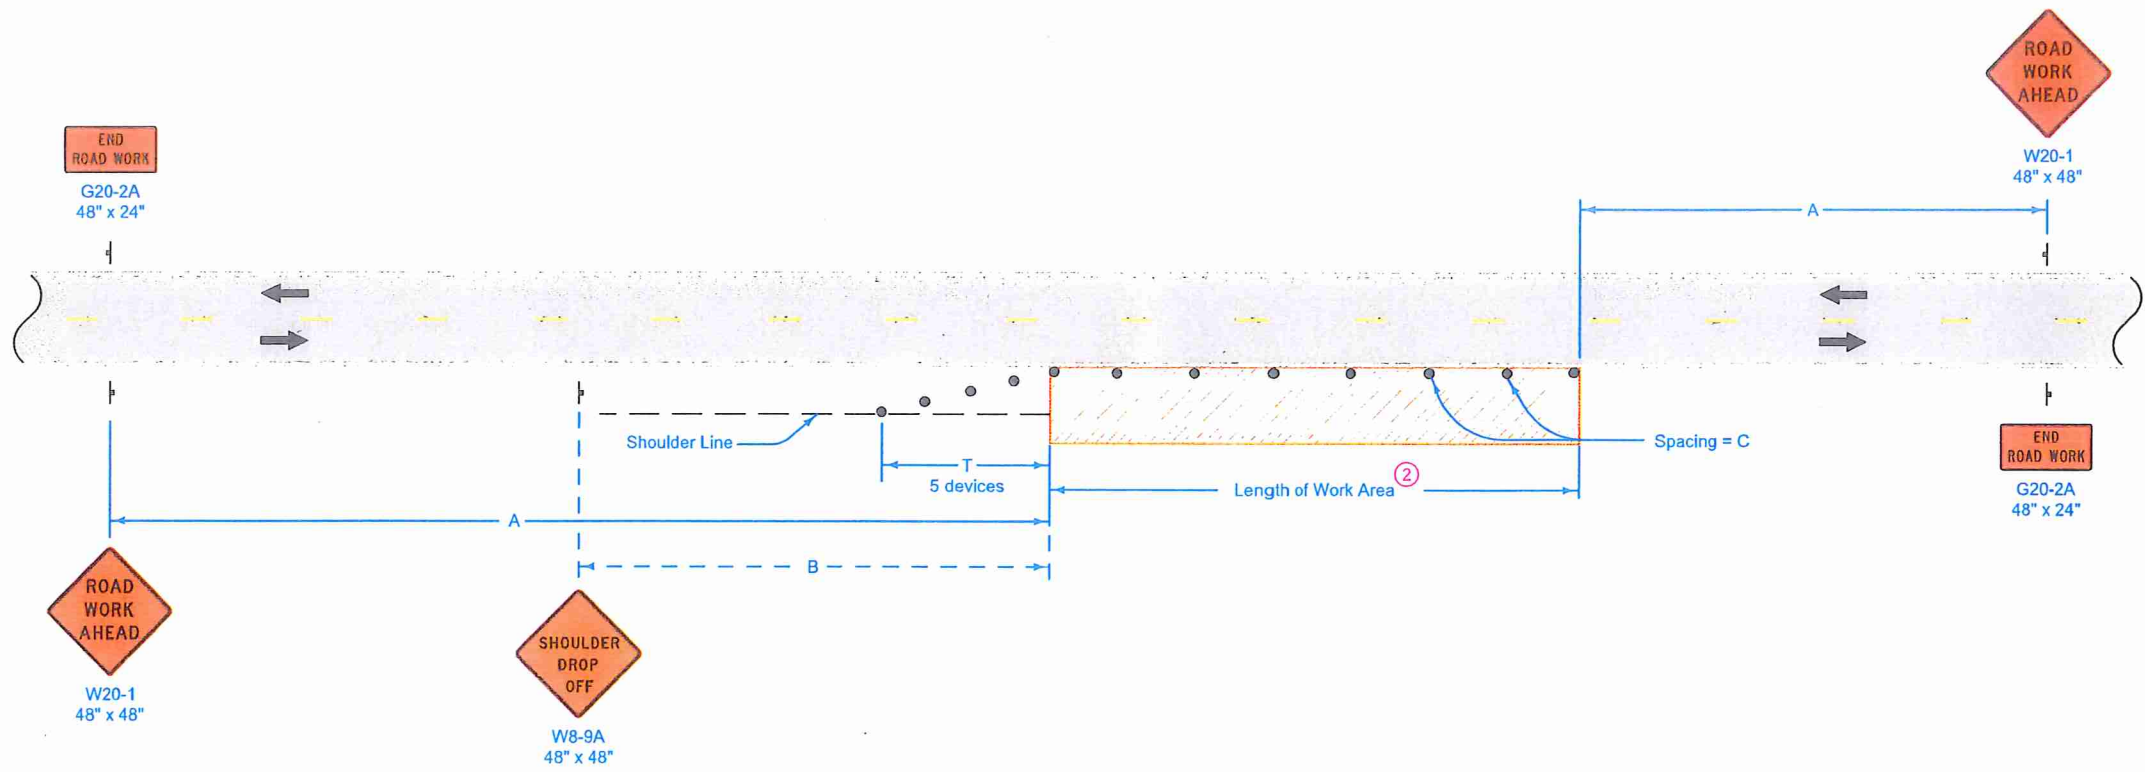 ROAD
WORK
AHEAD
W20-1
48" x 48"
END
ROAD WORK
G20-2A
48" x 24"
A
Shoulder Line
T
5 devices
Spacing = C
2
Length of Work Area
END
ROAD WORK
G20-2A
48" x 24"
A
B
ROAD
WORK
AHEAD
W20-1
48" x 48"
SHOULDER
DROP
OFF
W8-9A
48" x 48"